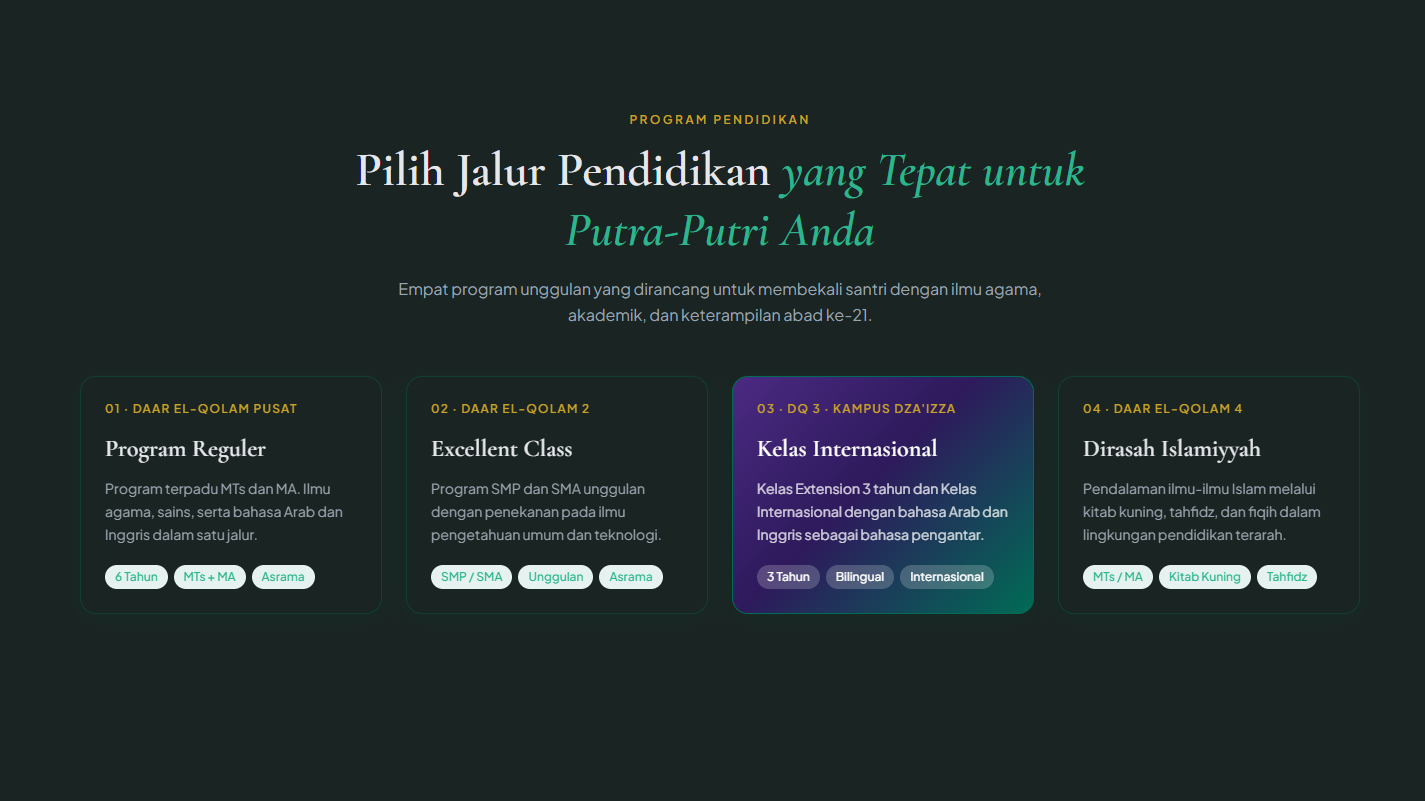 PROGRAM PENDIDIKAN
Pilih Jalur Pendidikan yang Tepat untuk
Putra-Putri Anda
Empat program unggulan yang dirancang untuk membekali santri dengan ilmu agama,
akademik, dan keterampilan abad ke-21.
01 · DAAR EL-QOLAM PUSAT
Program Reguler
Program terpadu MTs dan MA. Ilmu
agama, sains, serta bahasa Arab dan
Inggris dalam satu jalur.
6 Tahun
MTs + MA
Asrama
02 · DAAR EL-QOLAM 2
Excellent Class
Program SMP dan SMA unggulan
dengan penekanan pada ilmu
pengetahuan umum dan teknologi.
SMP / SMA
Unggulan
Asrama
03 · DQ 3 · KAMPUS DZA'IZZA
Kelas Internasional
Kelas Extension 3 tahun dan Kelas
Internasional dengan bahasa Arab dan
Inggris sebagai bahasa pengantar.
3 Tahun
Bilingual
Internasional
04 · DAAR EL-QOLAM 4
Dirasah Islamiyyah
Pendalaman ilmu-ilmu Islam melalui
kitab kuning, tahfidz, dan fiqih dalam
lingkungan pendidikan terarah.
MTs / MA
Kitab Kuning
Tahfidz